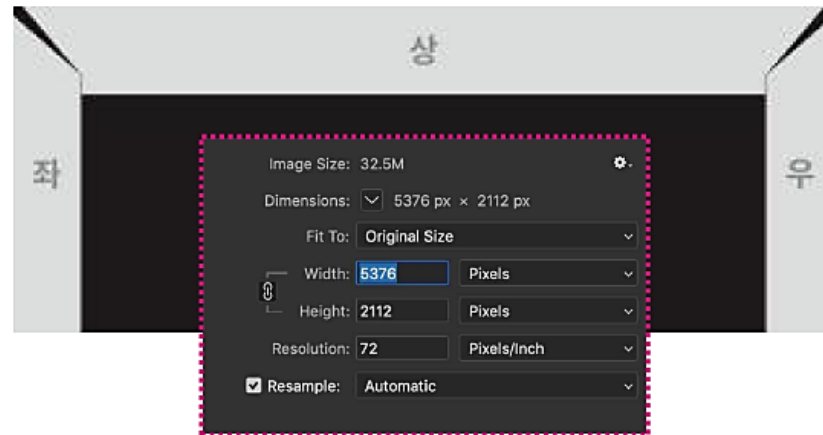 상
좌
우
Image Size: 32.5M
Dimensions: 5376 px × 2112 px
Fit To: Original Size
Width: 5376 Pixels
Height: 2112 Pixels
Resolution: 72 Pixels/Inch
Resample: Automatic